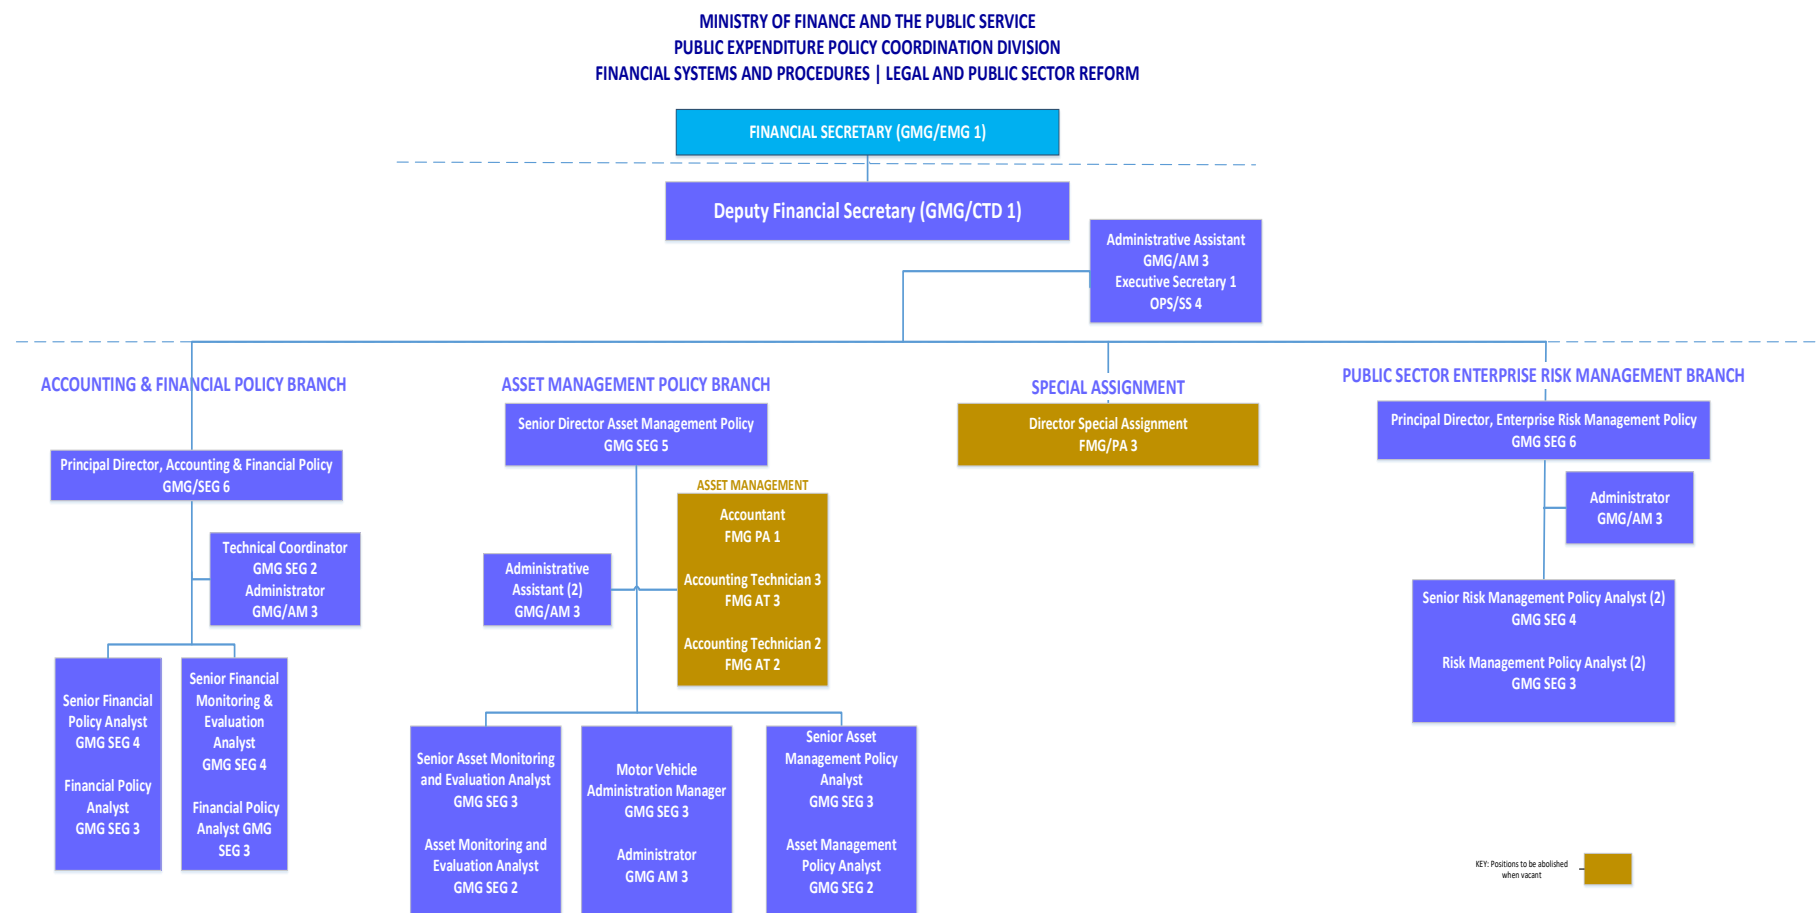 MINISTRY OF FINANCE AND THE PUBLIC SERVICE
PUBLIC EXPENDITURE POLICY COORDINATION DIVISION
FINANCIAL SYSTEMS AND PROCEDURES | LEGAL AND PUBLIC SECTOR REFORM
FINANCIAL SECRETARY (GMG/EMG 1)
Deputy Financial Secretary (GMG/CTD 1)
Administrative Assistant
GMG/AM 3
Executive Secretary 1
OPS/SS 4
ACCOUNTING & FINANCIAL POLICY BRANCH
Principal Director, Accounting & Financial Policy
GMG/SEG 6
Technical Coordinator
GMG SEG 2
Administrator
GMG/AM 3
Senior Financial
Policy Analyst
GMG SEG 4
Financial Policy
Analyst
GMG SEG 3
Senior Financial
Monitoring &
Evaluation
Analyst
GMG SEG 4
Financial Policy
Analyst GMG
SEG 3
ASSET MANAGEMENT POLICY BRANCH
Senior Director Asset Management Policy
GMG SEG 5
ASSET MANAGEMENT
Accountant
FMG PA 1
Accounting Technician 3
FMG AT 3
Accounting Technician 2
FMG AT 2
Administrative
Assistant (2)
GMG/AM 3
Senior Asset Monitoring
and Evaluation Analyst
GMG SEG 3
Asset Monitoring and
Evaluation Analyst
GMG SEG 2
Motor Vehicle
Administration Manager
GMG SEG 3
Administrator
GMG AM 3
Senior Asset
Management Policy
Analyst
GMG SEG 3
Asset Management
Policy Analyst
GMG SEG 2
SPECIAL ASSIGNMENT
Director Special Assignment
FMG/PA 3
PUBLIC SECTOR ENTERPRISE RISK MANAGEMENT BRANCH
Principal Director, Enterprise Risk Management Policy
GMG SEG 6
Administrator
GMG/AM 3
Senior Risk Management Policy Analyst (2)
GMG SEG 4
Risk Management Policy Analyst (2)
GMG SEG 3
KEY: Positions to be abolished
when vacant